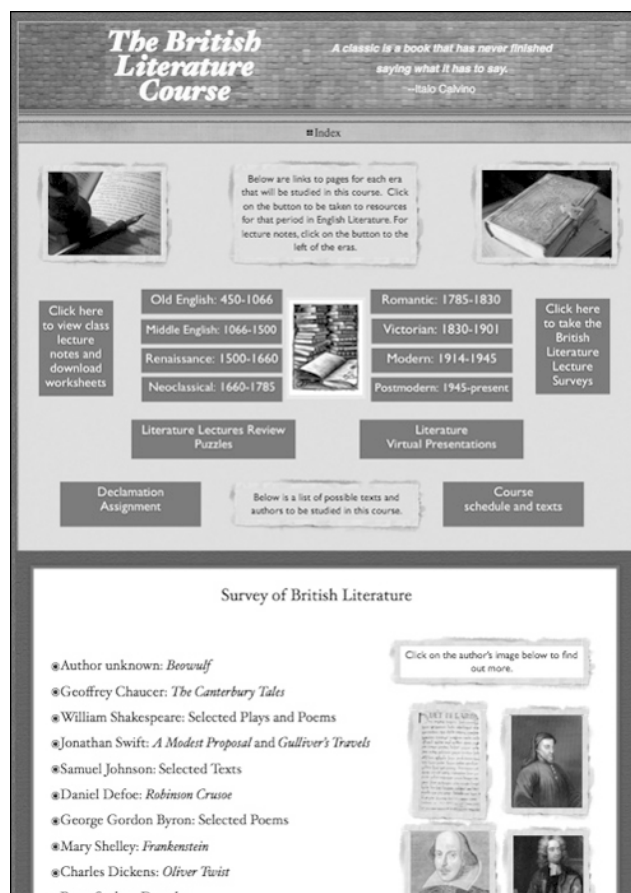 The British
Literature
Course
A classic is a book that has never finished
saying what it has to say.
--Italo Calvino
Index
Below are links to pages for each era
that will be studied in this course. Click
on the button to be taken to resources
for that period in English Literature. For
lecture notes, click on the button to the
left of the eras.
Click here
to view class
lecture
notes and
download
worksheets
Old English: 450-1066
Middle English: 1066-1500
Renaissance: 1500-1660
Neoclassical: 1660-1785
Romantic: 1785-1830
Victorian: 1830-1901
Modern: 1914-1945
Postmodern: 1945-present
Click here
to take the
British
Literature
Lecture
Surveys
Literature Lectures Review
Puzzles
Literature
Virtual Presentations
Declamation
Assignment
Below is a list of possible texts and
authors to be studied in this course.
Course
schedule and texts
Survey of British Literature
Click on the author's image below to find
out more.
Author unknown: Beowulf
Geoffrey Chaucer: The Canterbury Tales
William Shakespeare: Selected Plays and Poems
Jonathan Swift: A Modest Proposal and Gulliver's Travels
Samuel Johnson: Selected Texts
Daniel Defoe: Robinson Crusoe
George Gordon Byron: Selected Poems
Mary Shelley: Frankenstein
Charles Dickens: Oliver Twist